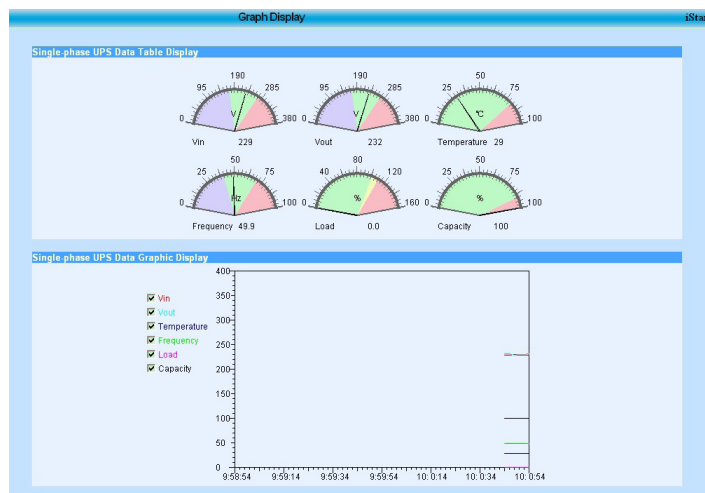 Graph Display
iStar
Single-phase UPS Data Table Display
0 95 190 285 380
V
Vin 229
0 95 190 285 380
V
Vout 232
0 25 50 75 100
°C
Temperature 29
0 25 50 75 100
Hz
Frequency 49.9
0 40 80 120 160
%
Load 0.0
0 25 50 75 100
%
Capacity 100
Single-phase UPS Data Graphic Display
Vin
Vout
Temperature
Frequency
Load
Capacity
400
350
300
250
200
150
100
50
0
9:58:54 9:59:14 9:59:34 9:59:54 10:0:14 10:0:34 10:0:54